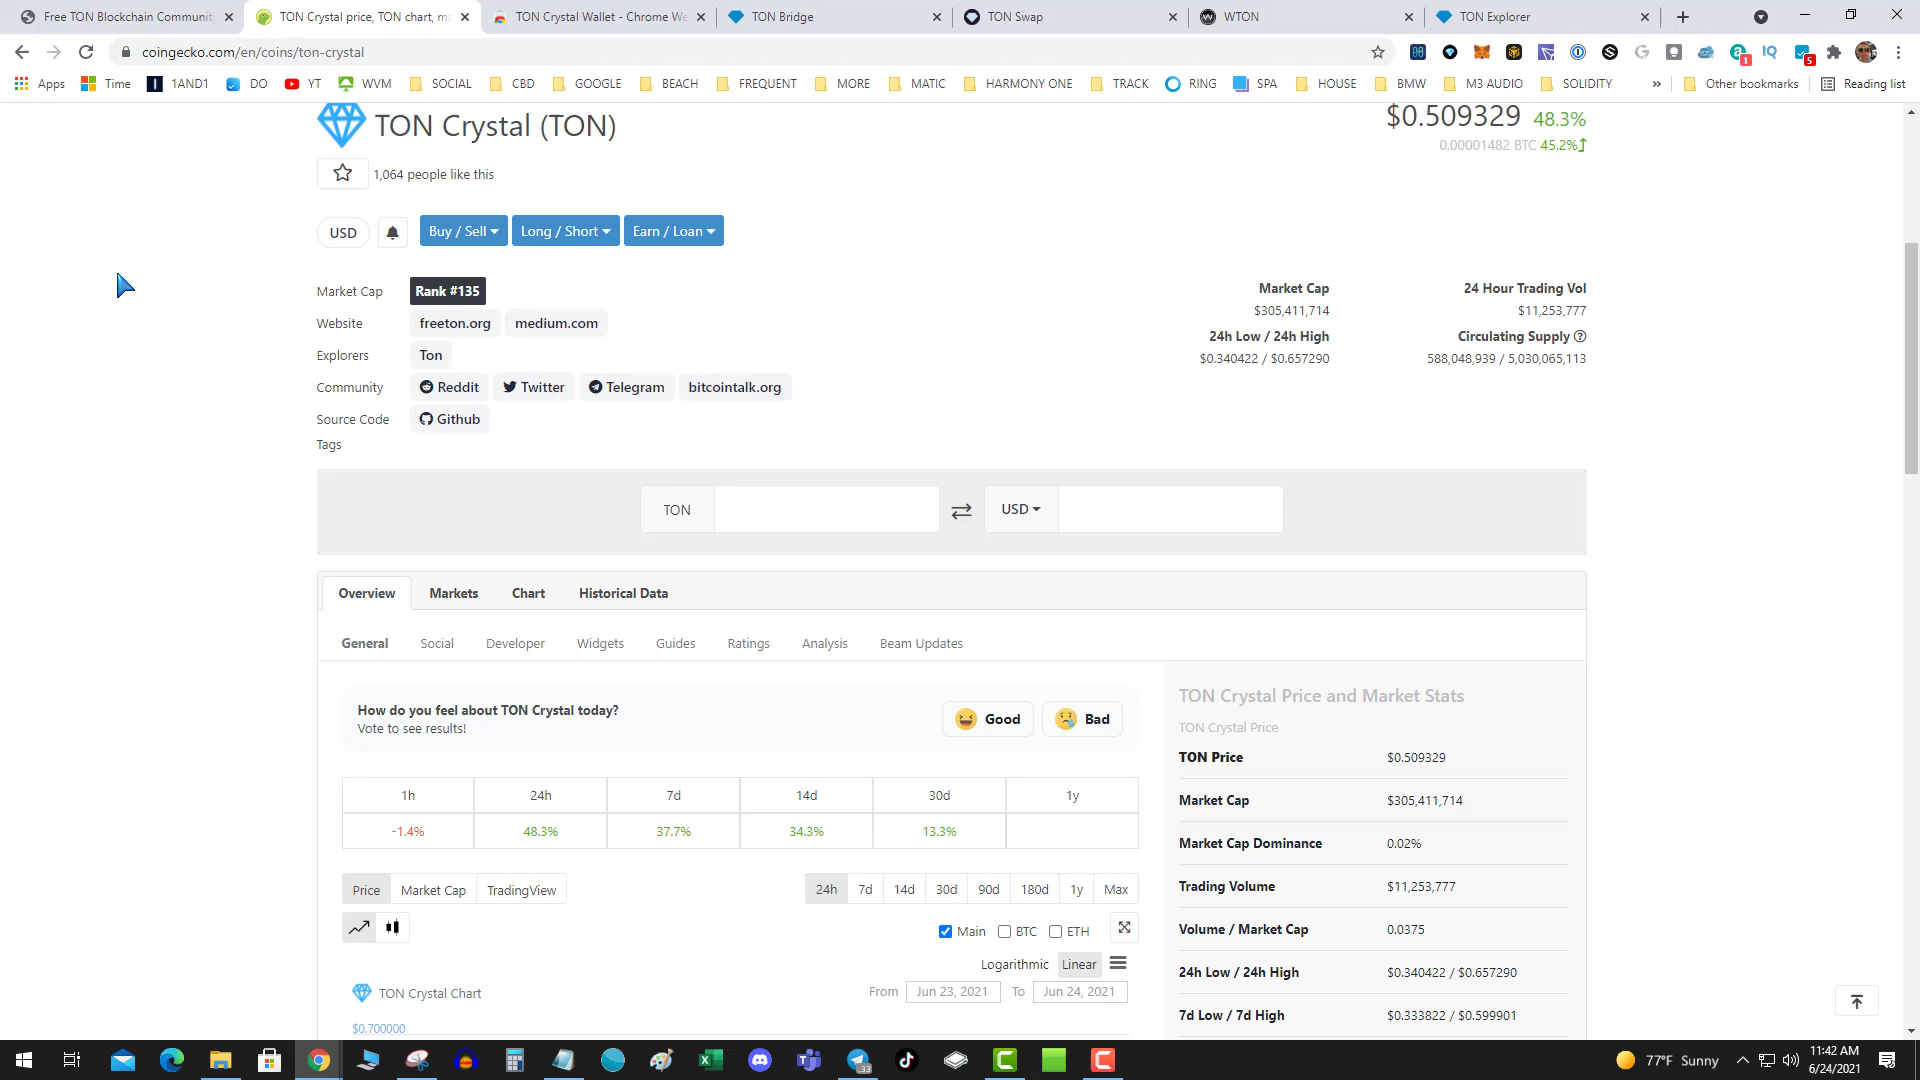 Free TON Blockchain Community
TON Crystal price, TON chart, ma
TON Crystal Wallet - Chrome We
TON Bridge
TON Swap
WTON
TON Explorer
coingecko.com/en/coins/ton-crystal
Apps
Time
1AND1
DO
YT
WVM
SOCIAL
CBD
GOOGLE
BEACH
FREQUENT
MORE
MATIC
HARMONY ONE
TRACK
RING
SPA
HOUSE
BMW
M3 AUDIO
SOLIDITY
Other bookmarks
Reading list
TON Crystal (TON)
$0.509329 48.3%
0.00001482 BTC 45.2%
1,064 people like this
USD
Buy / Sell
Long / Short
Earn / Loan
Market Cap Rank #135
Website freeton.org medium.com
Explorers Ton
Community Reddit Twitter Telegram bitcointalk.org
Source Code Github
Tags
Market Cap
$305,411,714
24h Low / 24h High
$0.340422 / $0.657290
24 Hour Trading Vol
$11,253,777
Circulating Supply
588,048,939 / 5,030,065,113
TON
USD
Overview Markets Chart Historical Data
General Social Developer Widgets Guides Ratings Analysis Beam Updates
How do you feel about TON Crystal today?
Vote to see results!
Good
Bad
1h 24h 7d 14d 30d 1y
-1.4% 48.3% 37.7% 34.3% 13.3%
Price Market Cap TradingView
24h 7d 14d 30d 90d 180d 1y Max
Main BTC ETH
Logarithmic Linear
TON Crystal Chart
From Jun 23, 2021 To Jun 24, 2021
$0.700000
TON Crystal Price and Market Stats
TON Crystal Price
TON Price $0.509329
Market Cap $305,411,714
Market Cap Dominance 0.02%
Trading Volume $11,253,777
Volume / Market Cap 0.0375
24h Low / 24h High $0.340422 / $0.657290
7d Low / 7d High $0.333822 / $0.599901
77°F Sunny
11:42 AM
6/24/2021